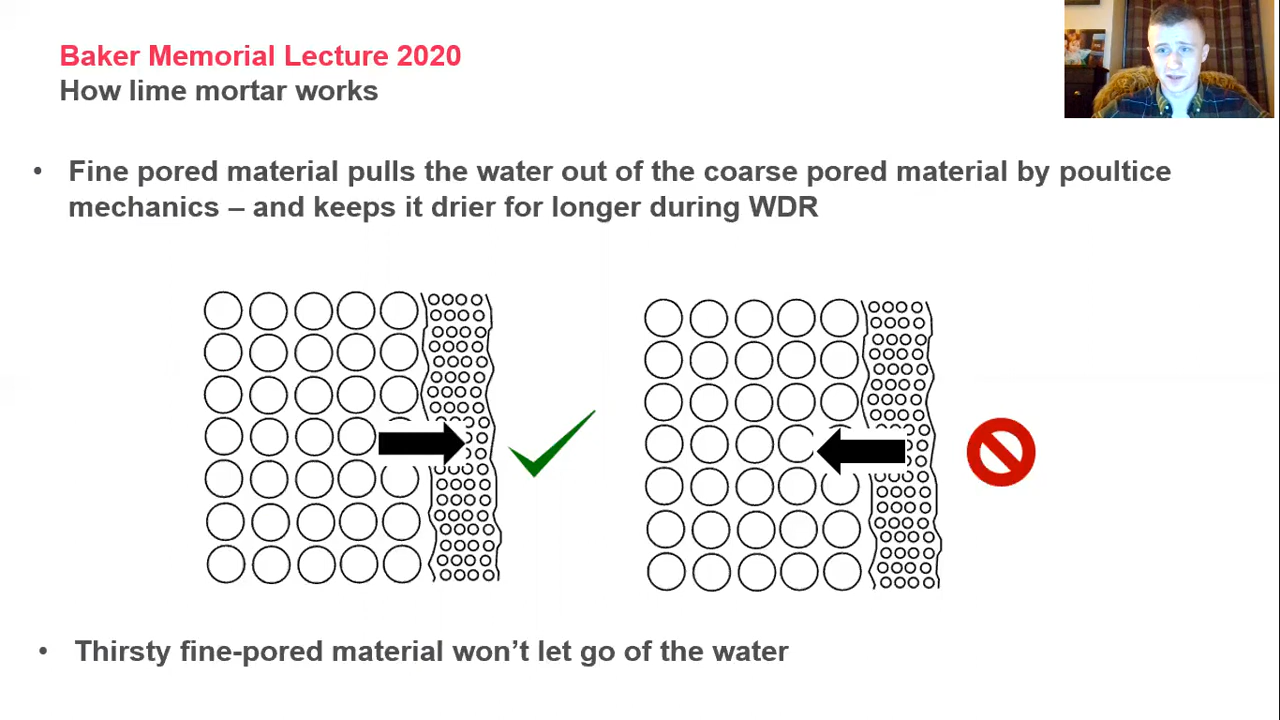 Baker Memorial Lecture 2020
How lime mortar works
• Fine pored material pulls the water out of the coarse pored material by poultice
mechanics – and keeps it drier for longer during WDR
• Thirsty fine-pored material won’t let go of the water